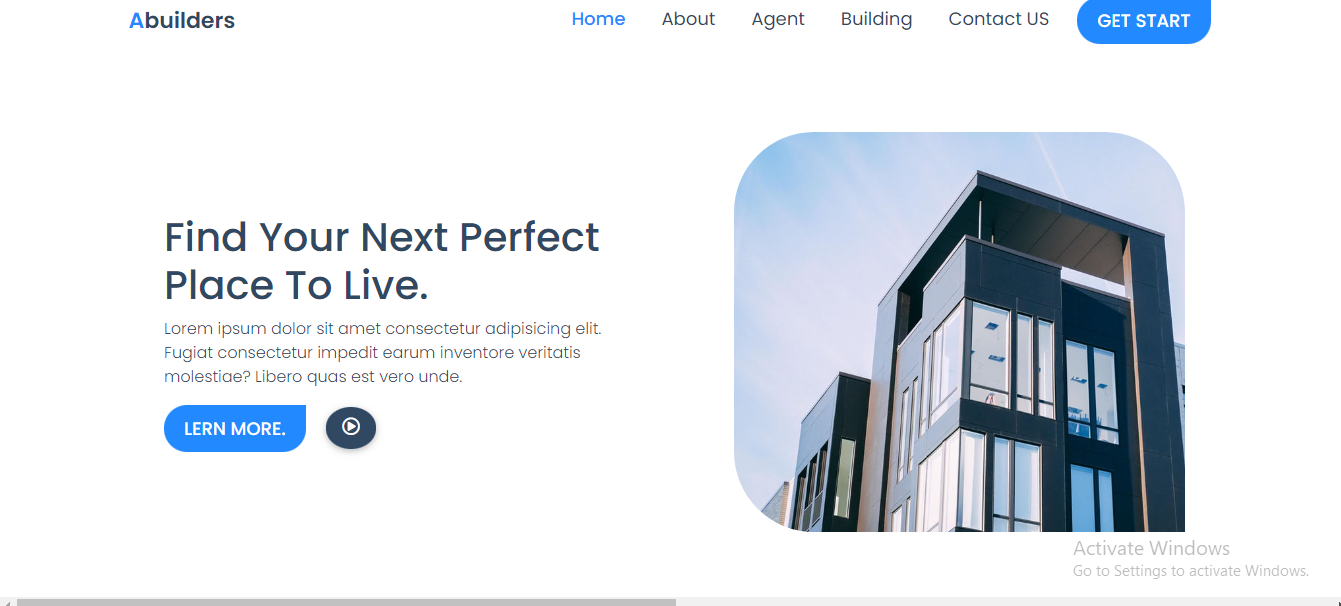 Abuilders
Home About Agent Building Contact US GET START
Find Your Next Perfect
Place To Live.
Lorem ipsum dolor sit amet consectetur adipisicing elit.
Fugiat consectetur impedit earum inventore veritatis
molestiae? Libero quas est vero unde.
LERN MORE.
Activate Windows
Go to Settings to activate Windows.